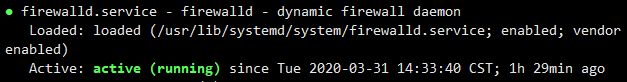 ● firewalld.service - firewalld - dynamic firewall daemon
Loaded: loaded (/usr/lib/systemd/system/firewalld.service; enabled; vendor
enabled)
Active: active (running) since Tue 2020-03-31 14:33:40 CST; 1h 29min ago